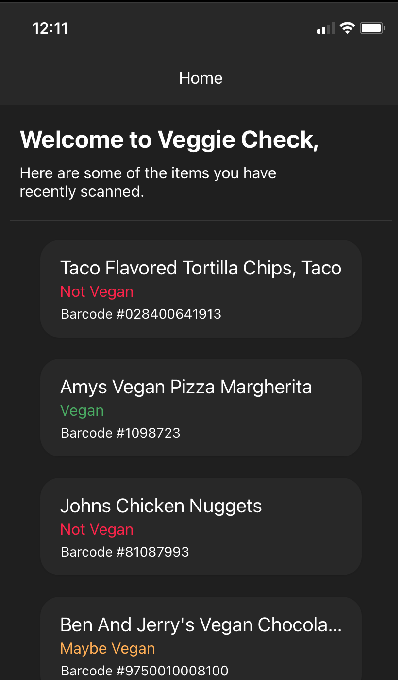 12:11
Home
Welcome to Veggie Check,
Here are some of the items you have
recently scanned.
Taco Flavored Tortilla Chips, Taco
Not Vegan
Barcode #028400641913
Amys Vegan Pizza Margherita
Vegan
Barcode #1098723
Johns Chicken Nuggets
Not Vegan
Barcode #81087993
Ben And Jerry's Vegan Chocola...
Maybe Vegan
Barcode #9750010008100